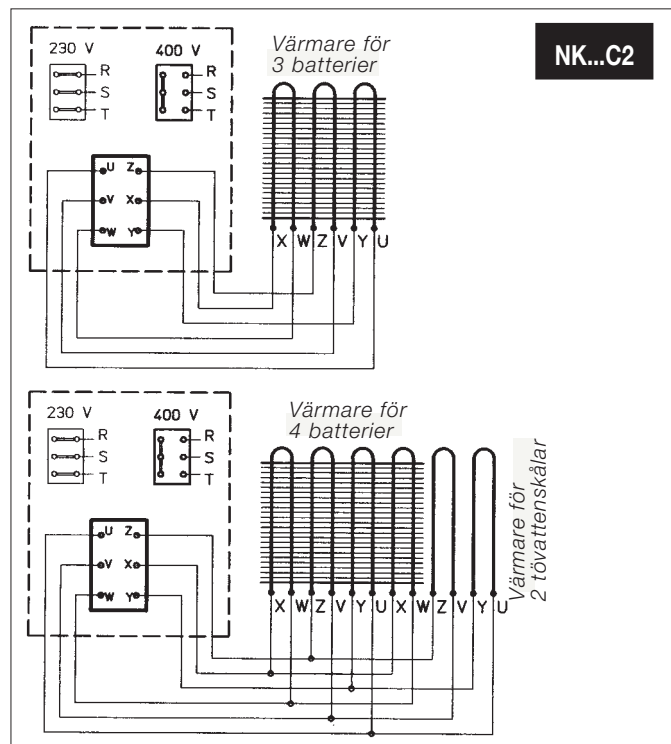 NK...C2
Värmare för
3 batterier
230 V
400 V
R
S
T
R
S
T
U Z
V X
W Y
X W Z V Y U
Värmare för
4 batterier
230 V
400 V
R
S
T
R
S
T
U Z
V X
W Y
X W Z V Y U X W Z V Y U
Värmare för
2 tövattenskålar